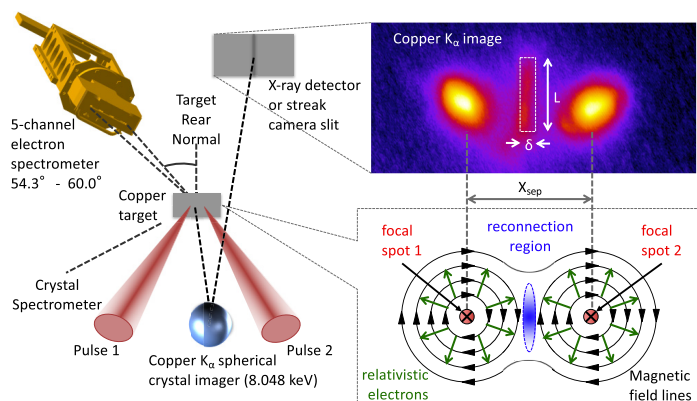 5-channel
electron
spectrometer
54.3° - 60.0°
Target
Rear
Normal
X-ray detector
or streak
camera slit
Copper
target
Crystal
Spectrometer
Pulse 1
Pulse 2
Copper Kα spherical
crystal imager (8.048 keV)
Copper Kα image
L
δ
Xsep
focal
spot 1
reconnection
region
focal
spot 2
relativistic
electrons
Magnetic
field lines